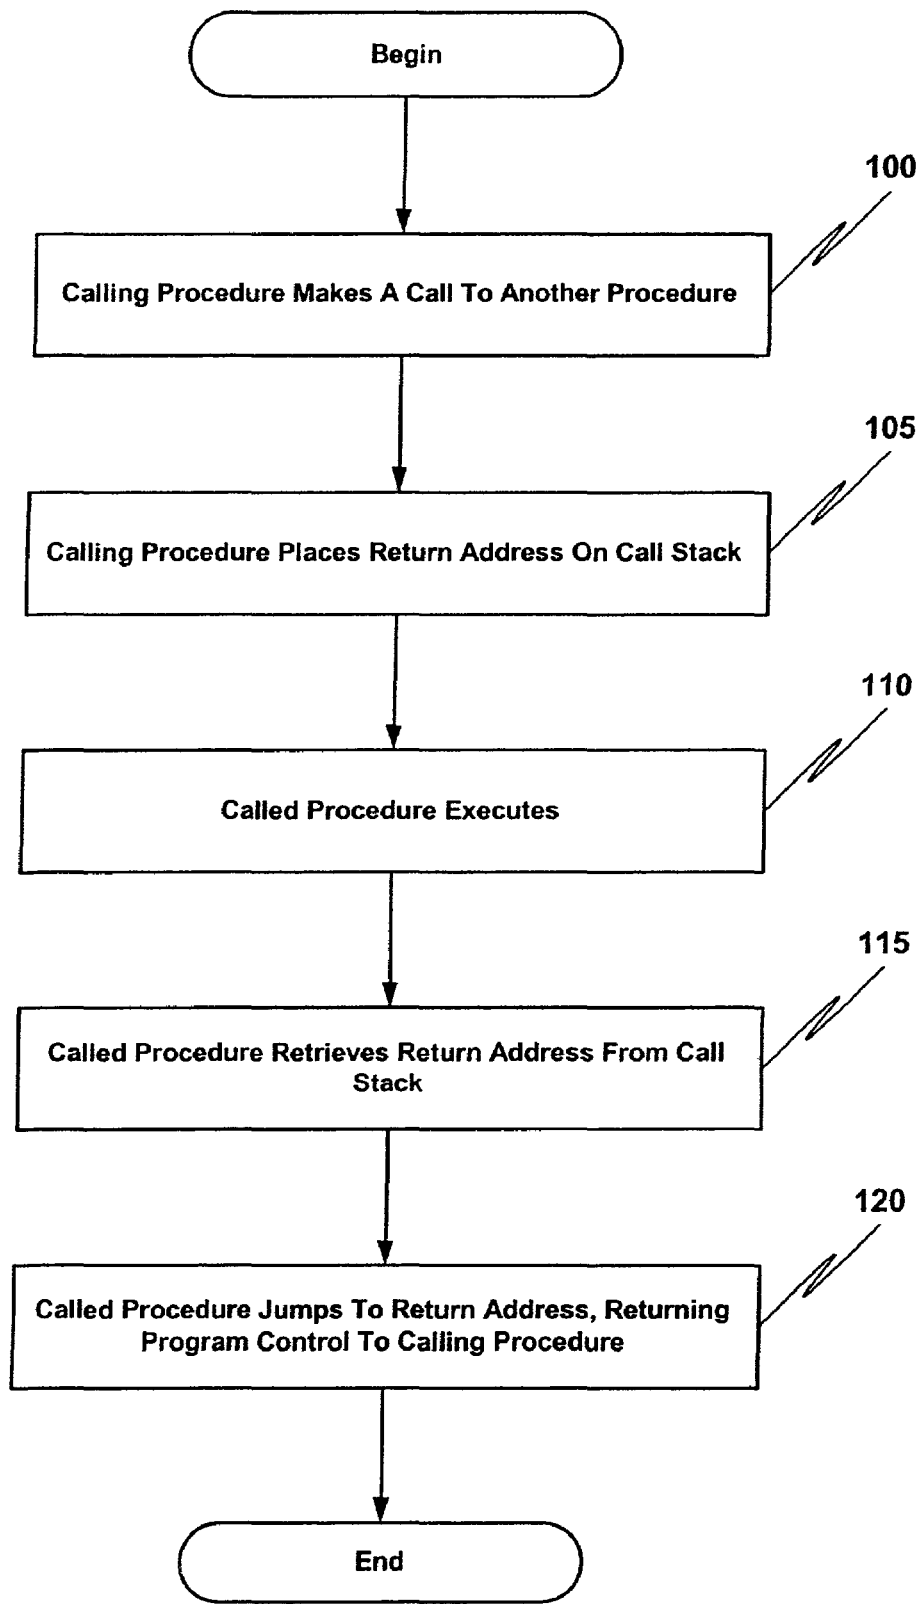 Begin
100
Calling Procedure Makes A Call To Another Procedure
105
Calling Procedure Places Return Address On Call Stack
110
Called Procedure Executes
115
Called Procedure Retrieves Return Address From Call
Stack
120
Called Procedure Jumps To Return Address, Returning
Program Control To Calling Procedure
End